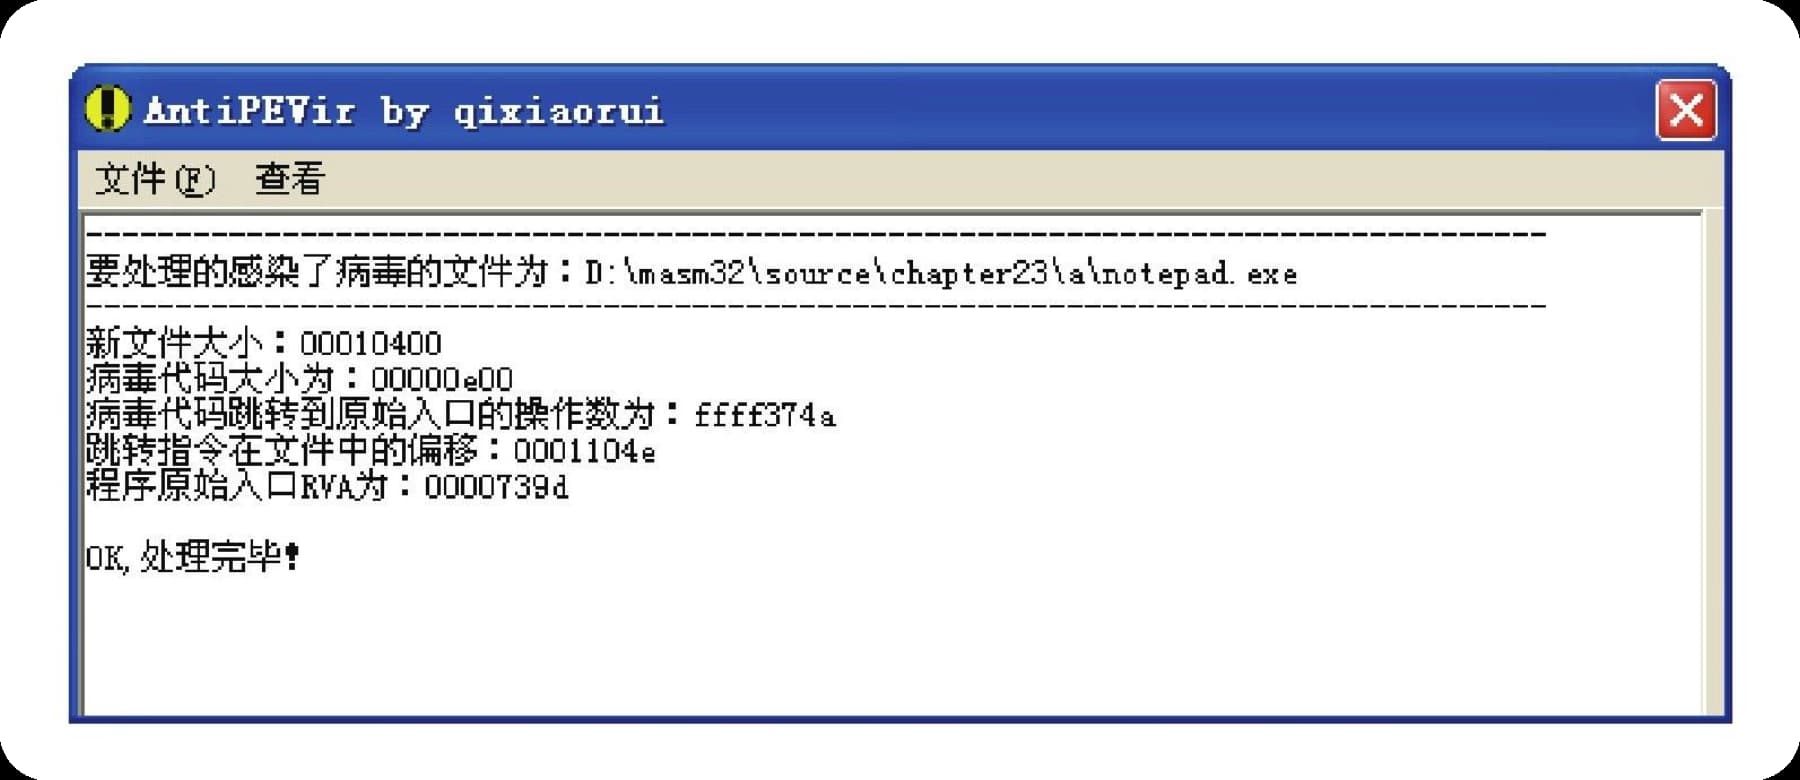 AntiPEVir by qixiaorui
文件(F) 查看
----------------------------------------------------------------------------------
要处理的感染了病毒的文件为：D:\masm32\source\chapter23\a\notepad.exe
----------------------------------------------------------------------------------
新文件大小：00010400
病毒代码大小为：00000e00
病毒代码跳转到原始入口的操作数为：ffff374a
跳转指令在文件中的偏移：0001104e
程序原始入口RVA为：0000739d
OK,处理完毕!